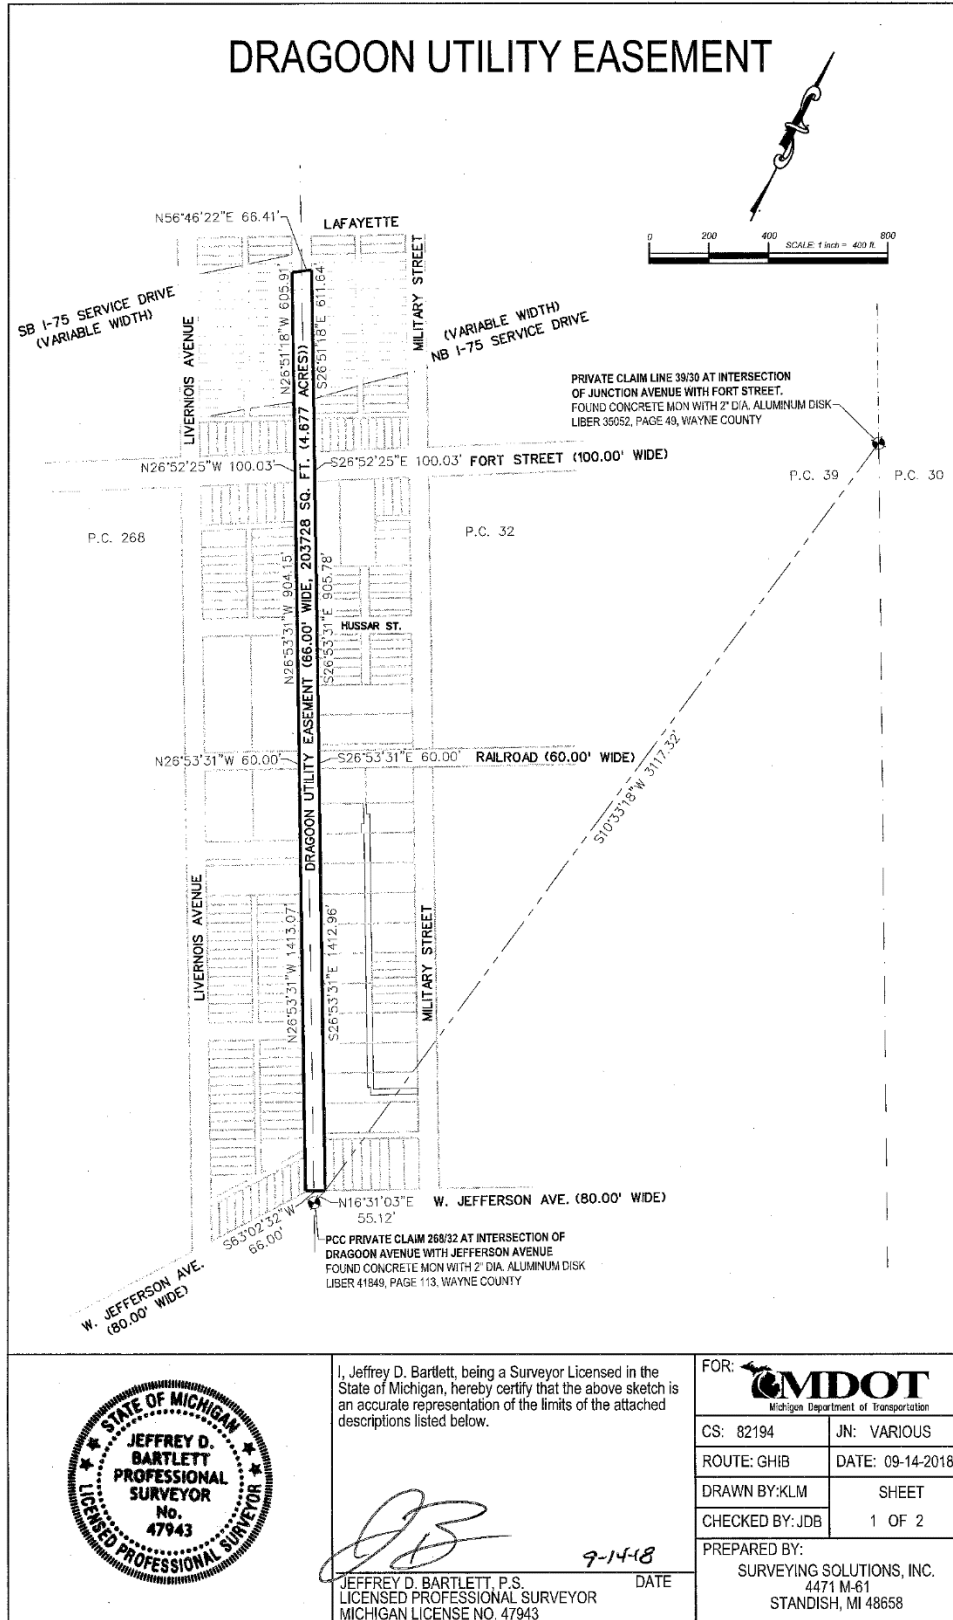 DRAGOON UTILITY EASEMENT
0 200 400 800
SCALE: 1 inch = 400 ft.
N56°46'22"E 66.41'
LAFAYETTE
MILITARY STREET
SB I-75 SERVICE DRIVE
(VARIABLE WIDTH)
LIVERNIOIS AVENUE
N26°51'18"W 605.91'
S26°51'18"E 611.64'
(VARIABLE WIDTH)
NB I-75 SERVICE DRIVE
PRIVATE CLAIM LINE 39/30 AT INTERSECTION
OF JUNCTION AVENUE WITH FORT STREET.
FOUND CONCRETE MON WITH 2" DIA. ALUMINUM DISK
LIBER 35052, PAGE 49, WAYNE COUNTY
N26°52'25"W 100.03'
S26°52'25"E 100.03'
FORT STREET (100.00' WIDE)
P.C. 39
P.C. 30
P.C. 268
P.C. 32
DRAGOON UTILITY EASEMENT (66.00' WIDE, 203728 SQ. FT. (4.677 ACRES))
N26°53'31"W 904.15'
S26°53'31"E 905.78'
HUSSAR ST.
N26°53'31"W 60.00'
S26°53'31"E 60.00'
RAILROAD (60.00' WIDE)
S10°33'18"W 3117.32'
LIVERNOIS AVENUE
N26°53'31"W 1413.07'
S26°53'31"E 1412.96'
MILITARY STREET
N16°31'03"E
55.12'
W. JEFFERSON AVE. (80.00' WIDE)
S63°02'32"W
66.00'
PCC PRIVATE CLAIM 268/32 AT INTERSECTION OF
DRAGOON AVENUE WITH JEFFERSON AVENUE
FOUND CONCRETE MON WITH 2" DIA. ALUMINUM DISK
LIBER 41849, PAGE 113, WAYNE COUNTY
W. JEFFERSON AVE.
(80.00' WIDE)
STATE OF MICHIGAN
JEFFREY D.
BARTLETT
PROFESSIONAL
SURVEYOR
No.
47943
LICENSED PROFESSIONAL SURVEYOR
I, Jeffrey D. Bartlett, being a Surveyor Licensed in the
State of Michigan, hereby certify that the above sketch is
an accurate representation of the limits of the attached
descriptions listed below.
9-14-18
JEFFREY D. BARTLETT, P.S. DATE
LICENSED PROFESSIONAL SURVEYOR
MICHIGAN LICENSE NO. 47943
FOR: MDOT
Michigan Department of Transportation
CS: 82194 JN: VARIOUS
ROUTE: GHIB DATE: 09-14-2018
DRAWN BY:KLM SHEET
CHECKED BY: JDB 1 OF 2
PREPARED BY:
SURVEYING SOLUTIONS, INC.
4471 M-61
STANDISH, MI 48658